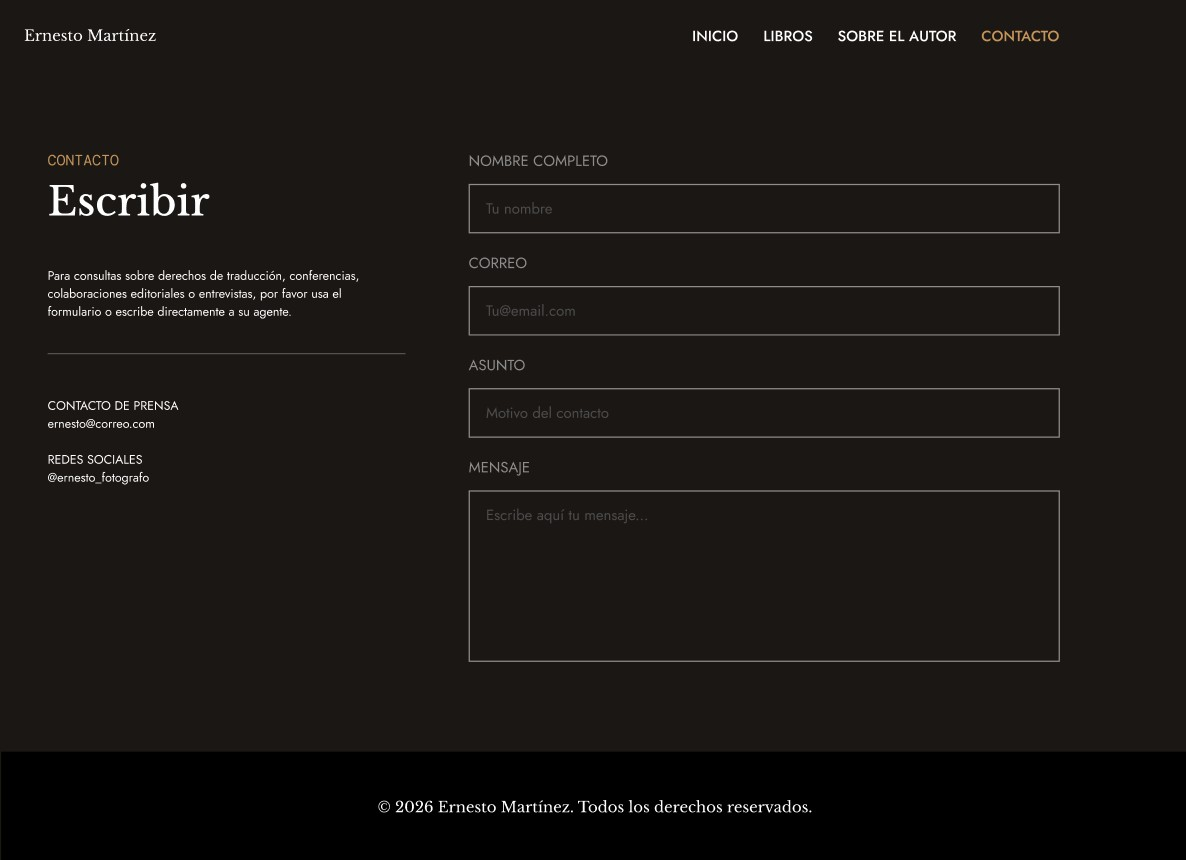 Ernesto Martínez
INICIO LIBROS SOBRE EL AUTOR CONTACTO
CONTACTO
Escribir
Para consultas sobre derechos de traducción, conferencias,
colaboraciones editoriales o entrevistas, por favor usa el
formulario o escribe directamente a su agente.
CONTACTO DE PRENSA
ernesto@correo.com
REDES SOCIALES
@ernesto_fotografo
NOMBRE COMPLETO
Tu nombre
CORREO
Tu@email.com
ASUNTO
Motivo del contacto
MENSAJE
Escribe aquí tu mensaje...
© 2026 Ernesto Martínez. Todos los derechos reservados.